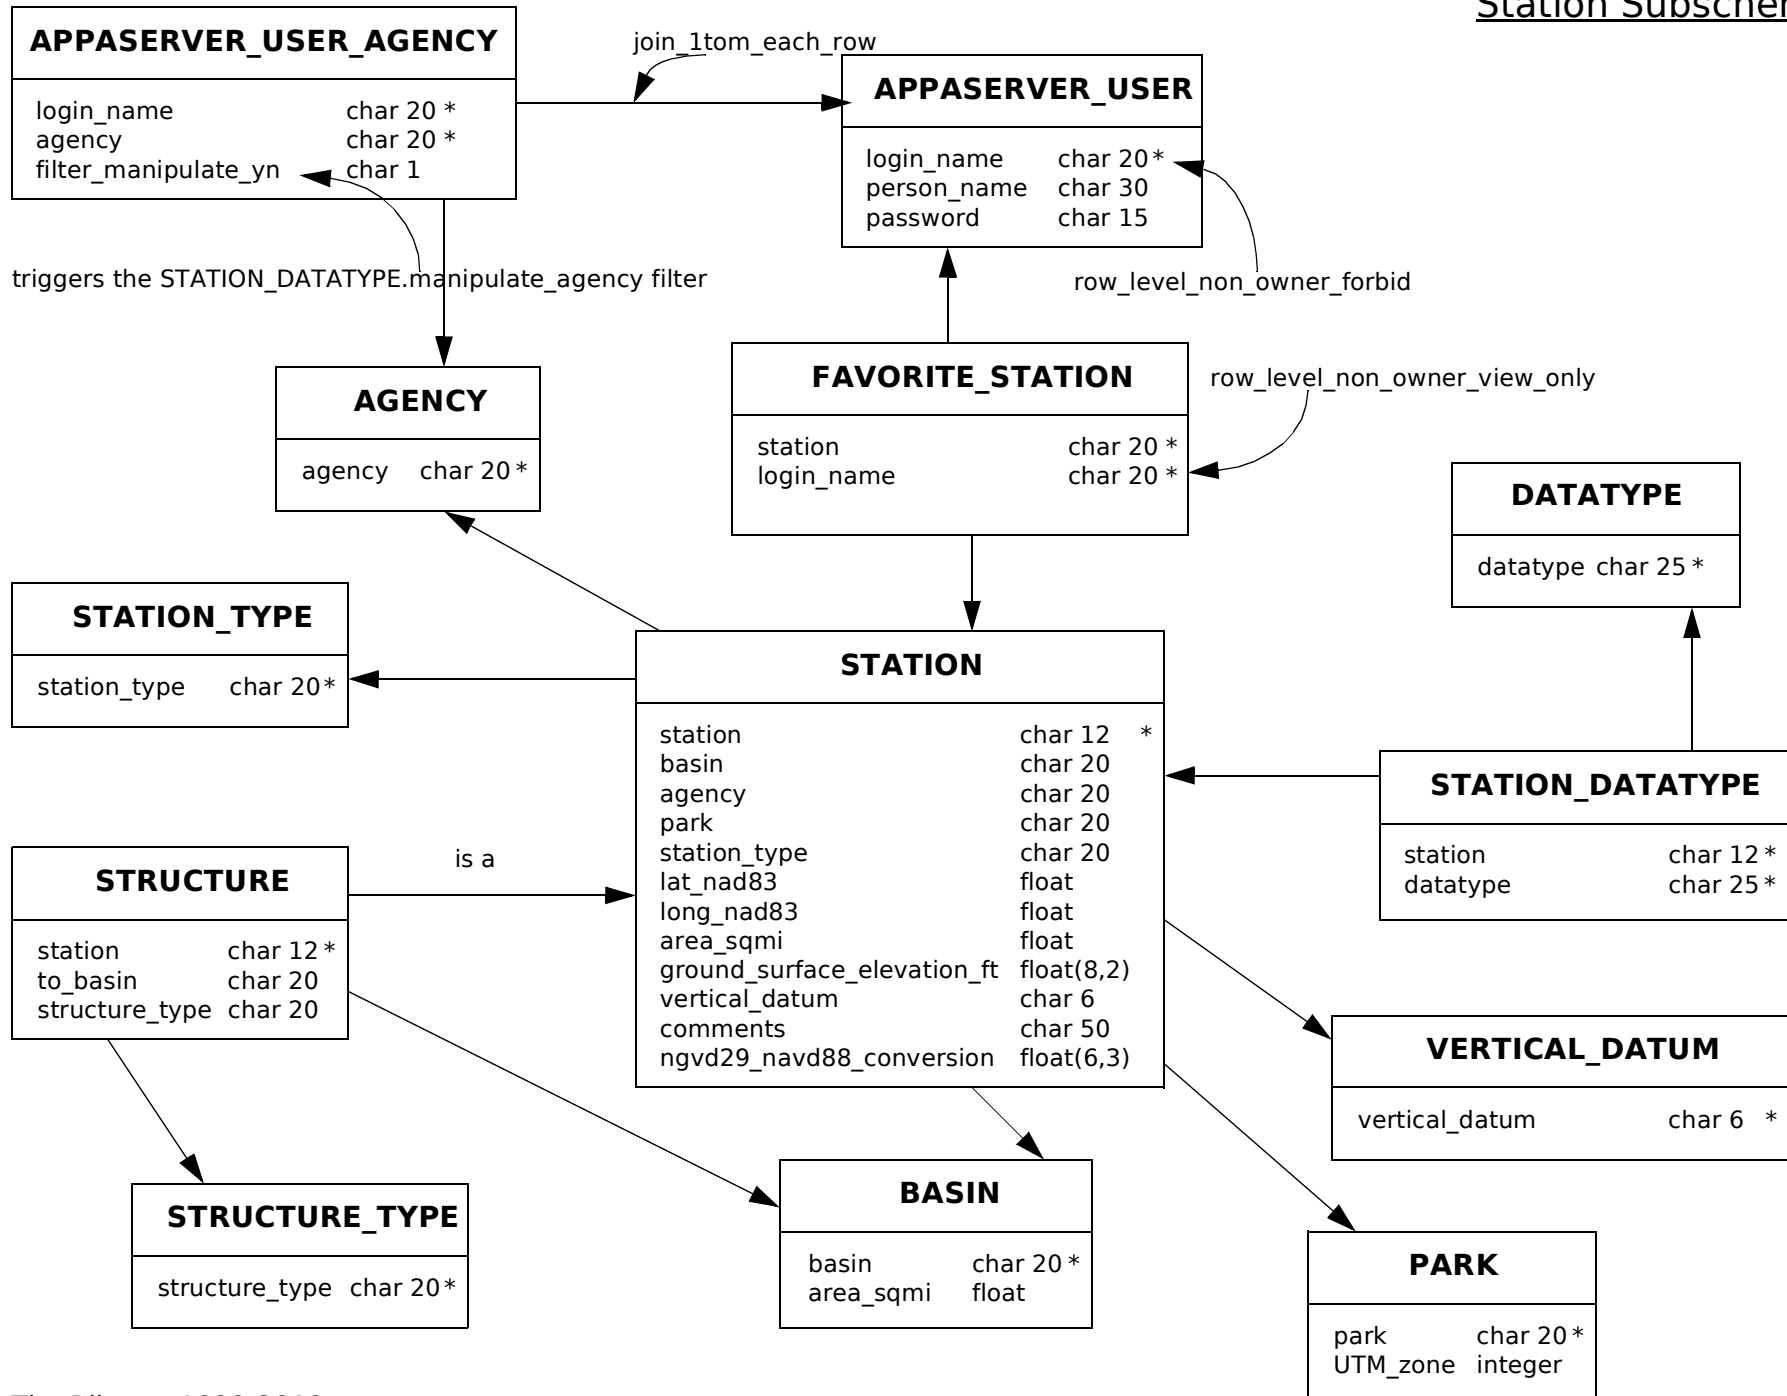 Station Subschem
APPASERVER_USER_AGENCY
login_name char 20 *
agency char 20 *
filter_manipulate_yn char 1
join_1tom_each_row
APPASERVER_USER
login_name char 20 *
person_name char 30
password char 15
triggers the STATION_DATATYPE.manipulate_agency filter
row_level_non_owner_forbid
AGENCY
agency char 20 *
FAVORITE_STATION
station char 20 *
login_name char 20 *
row_level_non_owner_view_only
DATATYPE
datatype char 25 *
STATION_TYPE
station_type char 20 *
STATION
station char 12 *
basin char 20
agency char 20
park char 20
station_type char 20
lat_nad83 float
long_nad83 float
area_sqmi float
ground_surface_elevation_ft float(8,2)
vertical_datum char 6
comments char 50
ngvd29_navd88_conversion float(6,3)
STATION_DATATYPE
station char 12 *
datatype char 25 *
STRUCTURE
station char 12 *
to_basin char 20
structure_type char 20
is a
VERTICAL_DATUM
vertical_datum char 6 *
STRUCTURE_TYPE
structure_type char 20 *
BASIN
basin char 20 *
area_sqmi float
PARK
park char 20 *
UTM_zone integer